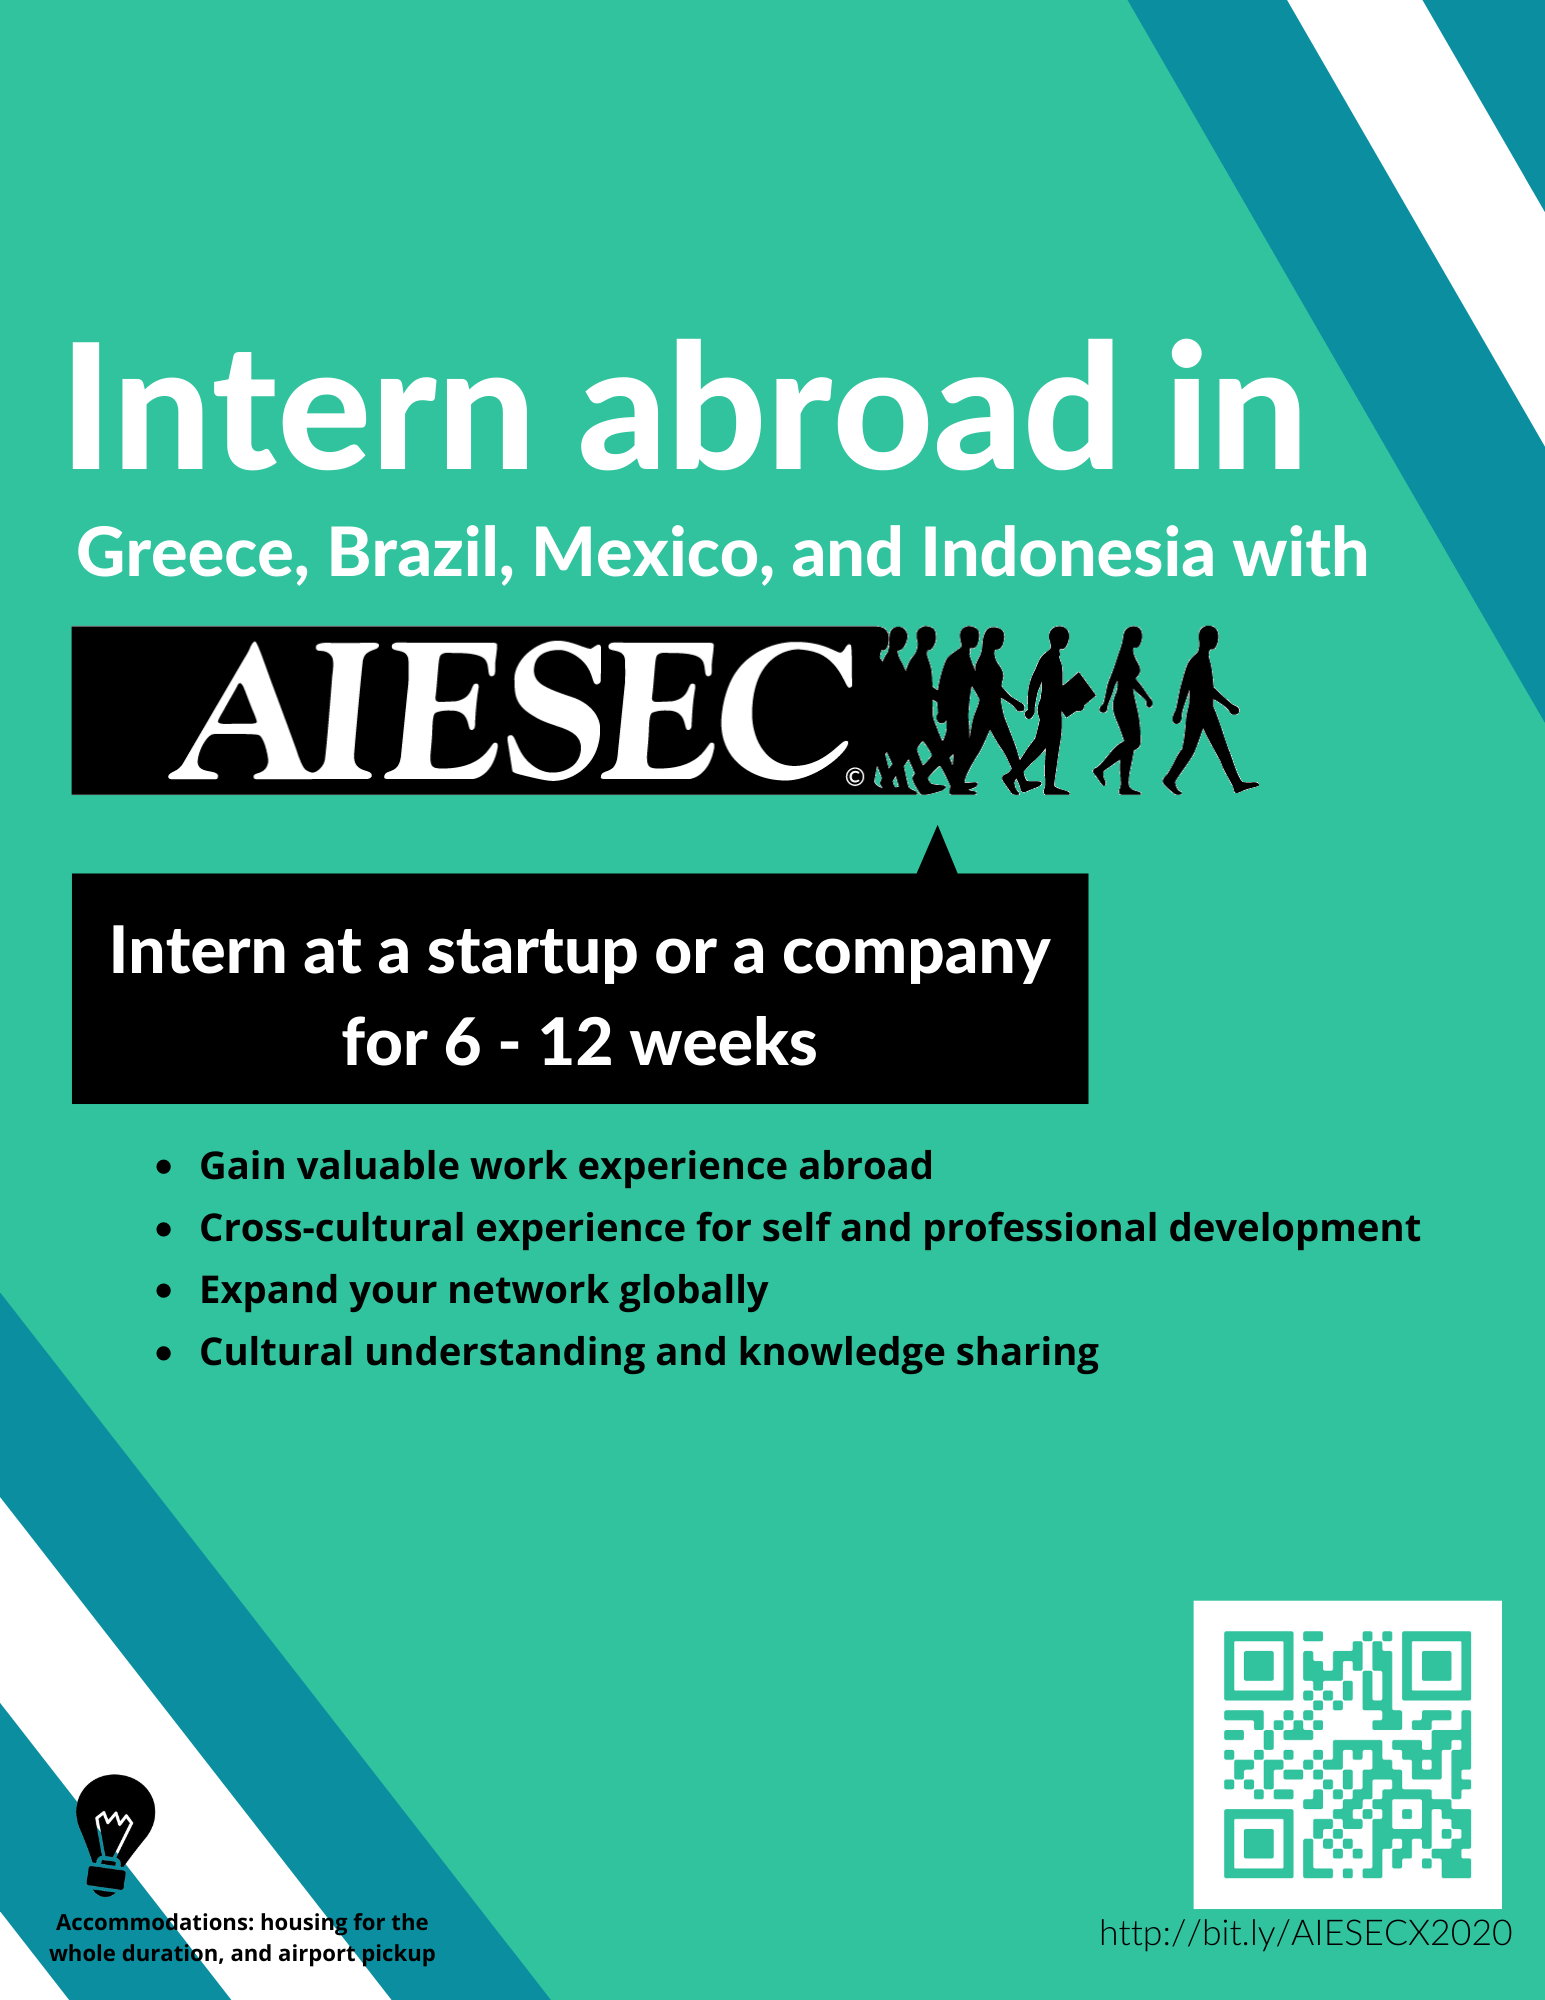 Intern abroad in
Greece, Brazil, Mexico, and Indonesia with
AIESEC©
Intern at a startup or a company
for 6 - 12 weeks
• Gain valuable work experience abroad
• Cross-cultural experience for self and professional development
• Expand your network globally
• Cultural understanding and knowledge sharing
Accommodations: housing for the
whole duration, and airport pickup
http://bit.ly/AIESECX2020